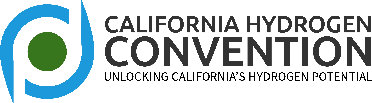 CALIFORNIA HYDROGEN
CONVENTION
UNLOCKING CALIFORNIA'S HYDROGEN POTENTIAL